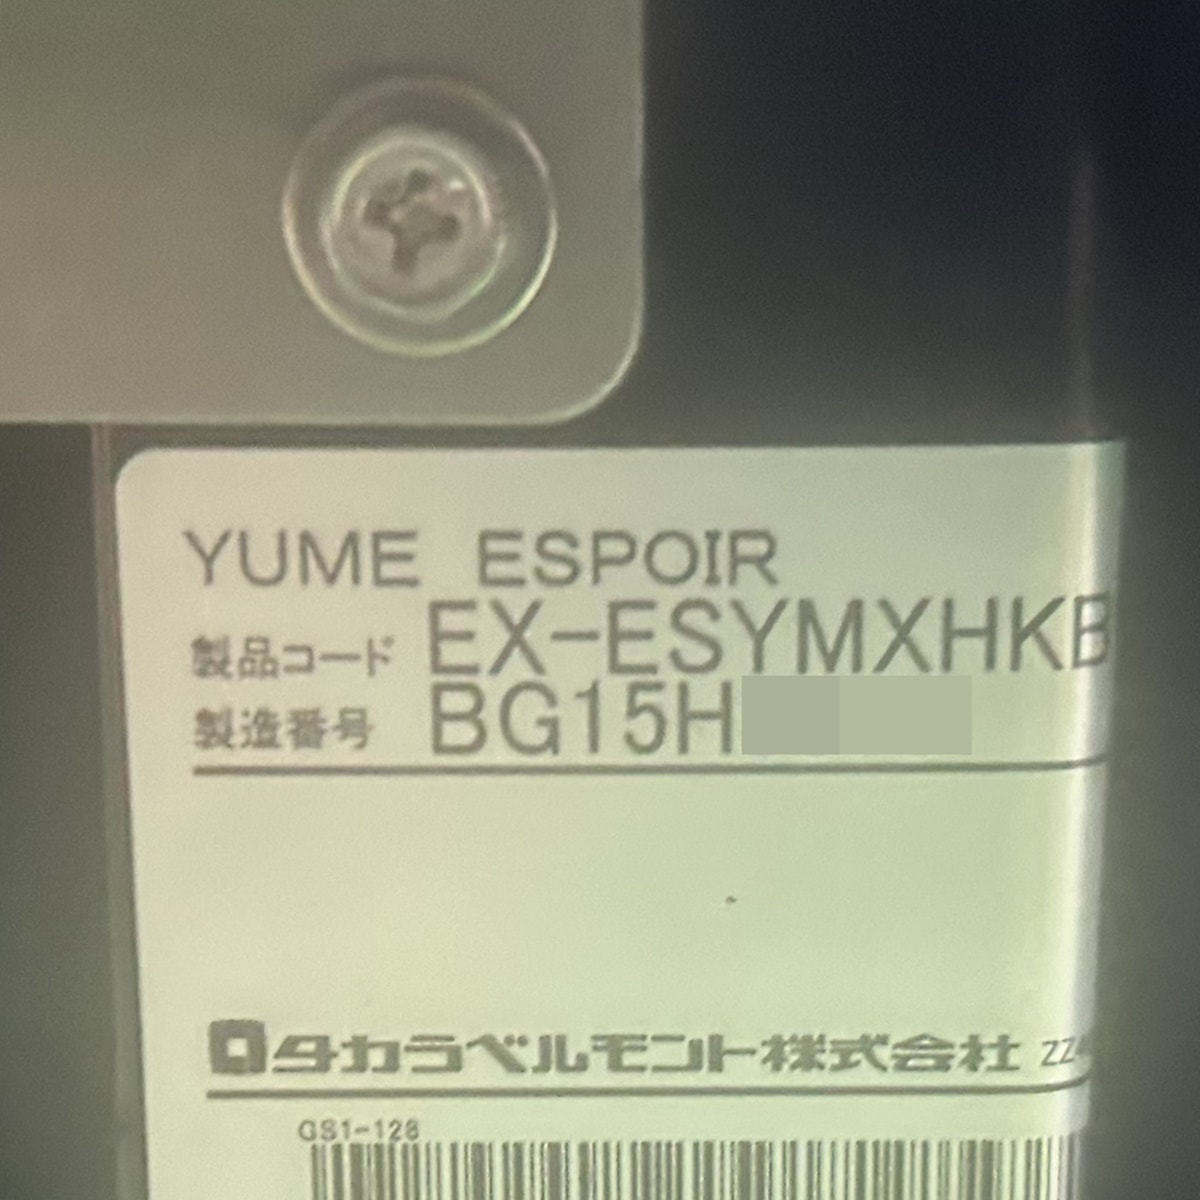 YUME ESPOIR
製品コード EX-ESYMXHKB
製造番号 BG15H
タカラベルモント株式会社 ZZ
GS1-128